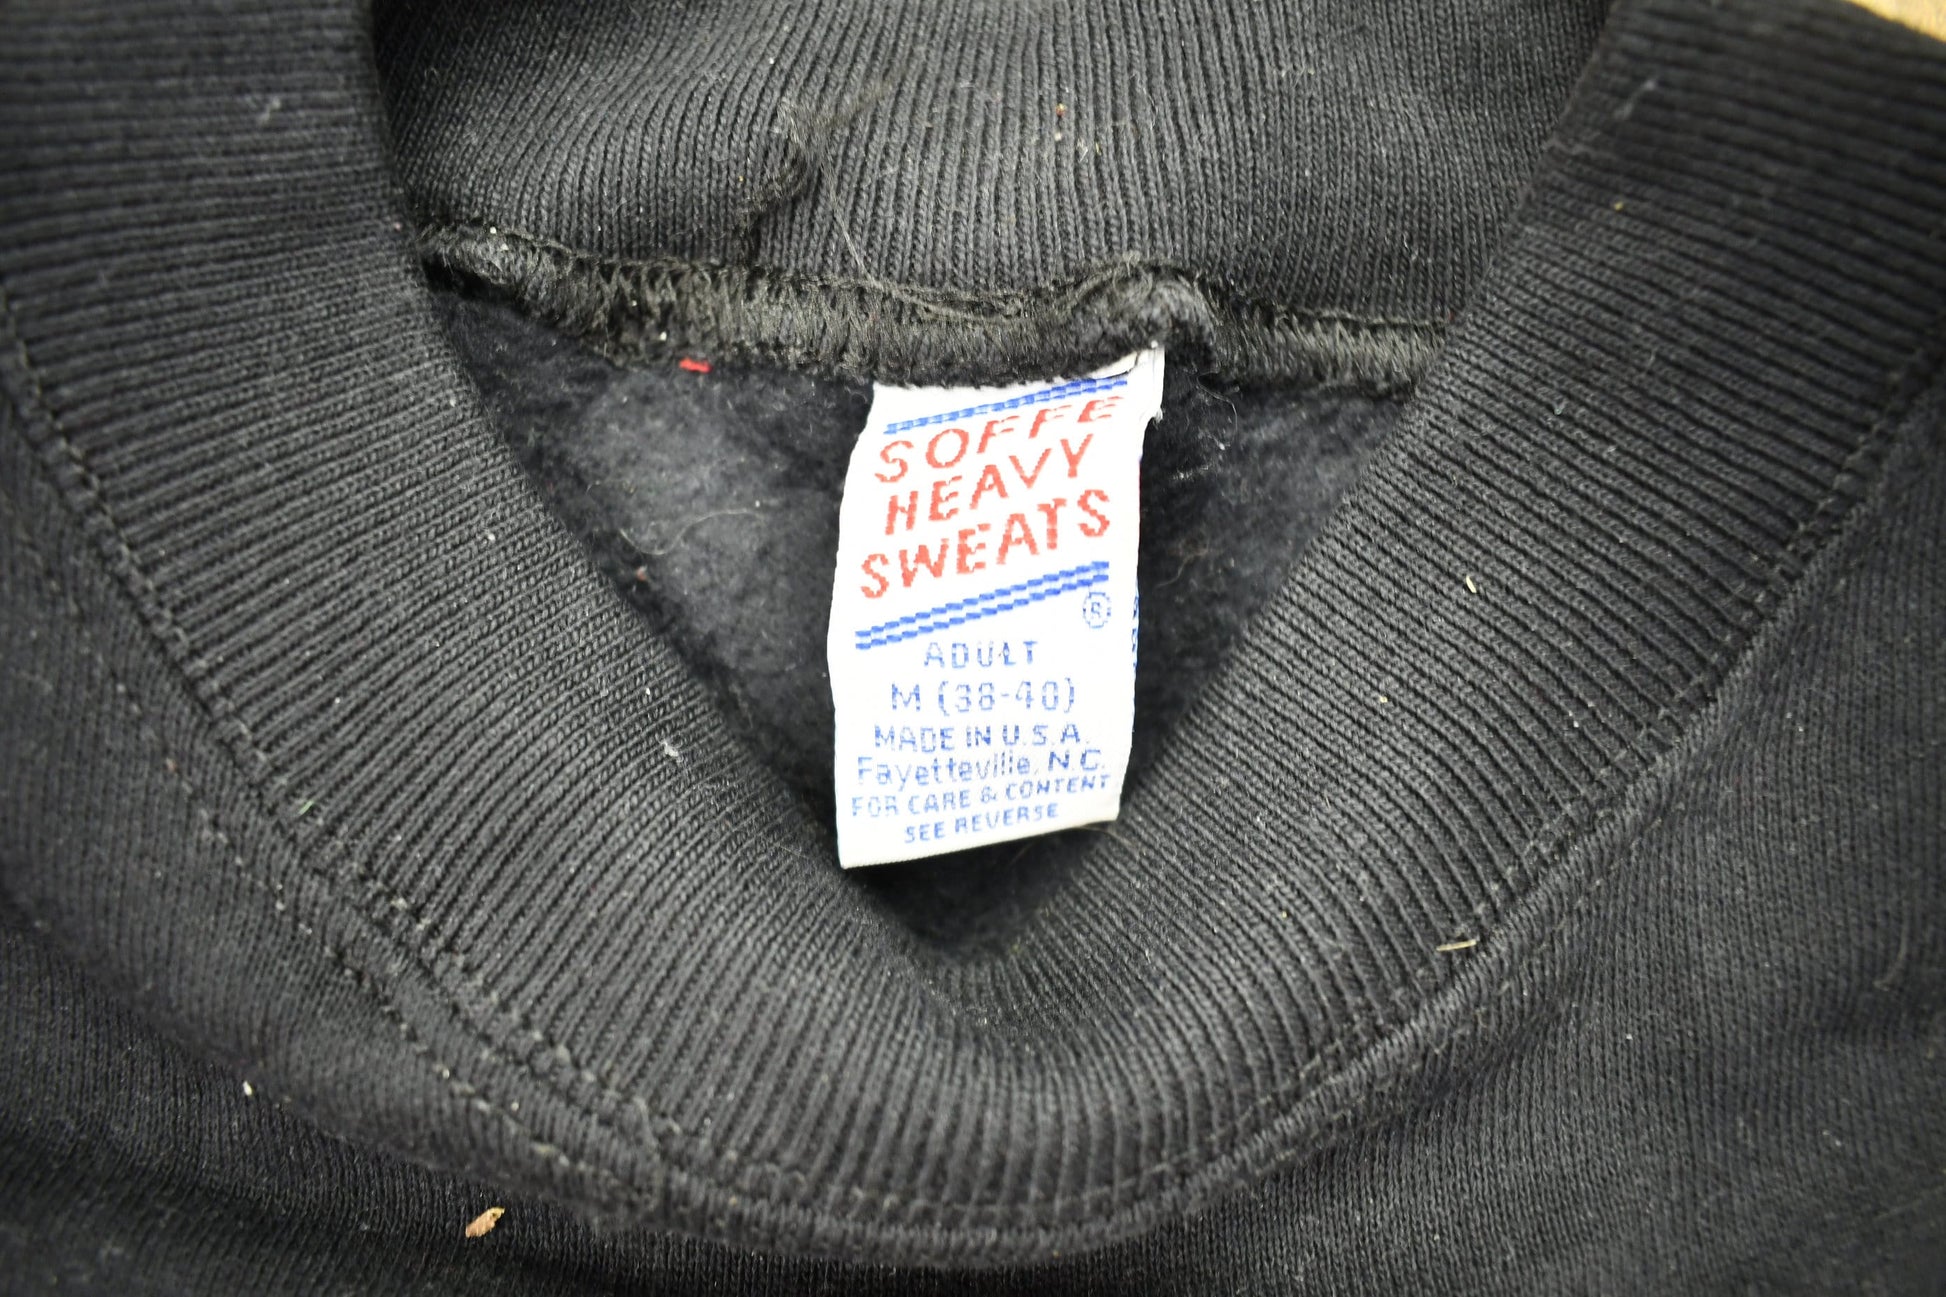 SOFFE
HEAVY
SWEATS
®
ADULT
M (38-40)
MADE IN U.S.A.
Fayetteville, N.C.
FOR CARE & CONTENT
SEE REVERSE